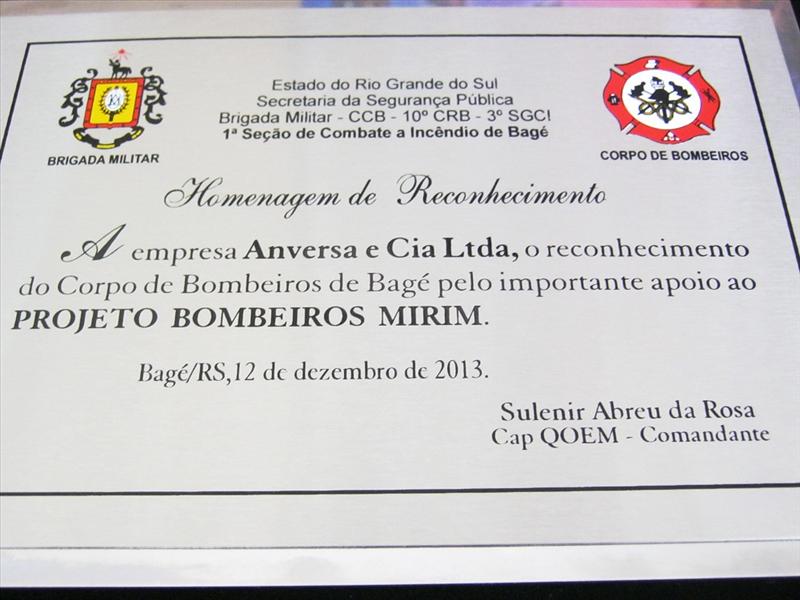 Estado do Rio Grande do Sul
Secretaria da Segurança Pública
Brigada Militar - CCB - 10º CRB - 3º SGCI
1ª Seção de Combate a Incêndio de Bagé
BRIGADA MILITAR
CORPO DE BOMBEIROS
Homenagem de Reconhecimento
A empresa Anversa e Cia Ltda, o reconhecimento
do Corpo de Bombeiros de Bagé pelo importante apoio ao
PROJETO BOMBEIROS MIRIM.
Bagé/RS,12 de dezembro de 2013.
Sulenir Abreu da Rosa
Cap QOEM - Comandante